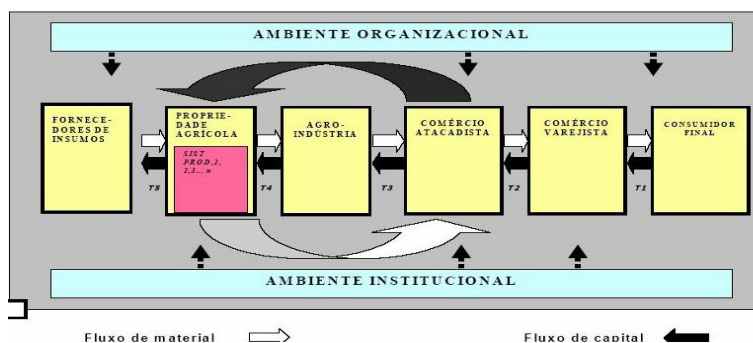 AMBIENTE ORGANIZACIONAL
FORNECE-
DORES DE
INSUMOS
PROPRIE-
DADE
AGRÍCOLA
SIST
PROD,1,
2,3... n
AGRO-
INDÚSTRIA
COMÉRCIO
ATACADISTA
COMÉRCIO
VAREJISTA
CONSUMIDOR
FINAL
T5
T4
T3
T2
T1
AMBIENTE INSTITUCIONAL
Fluxo de material
Fluxo de capital